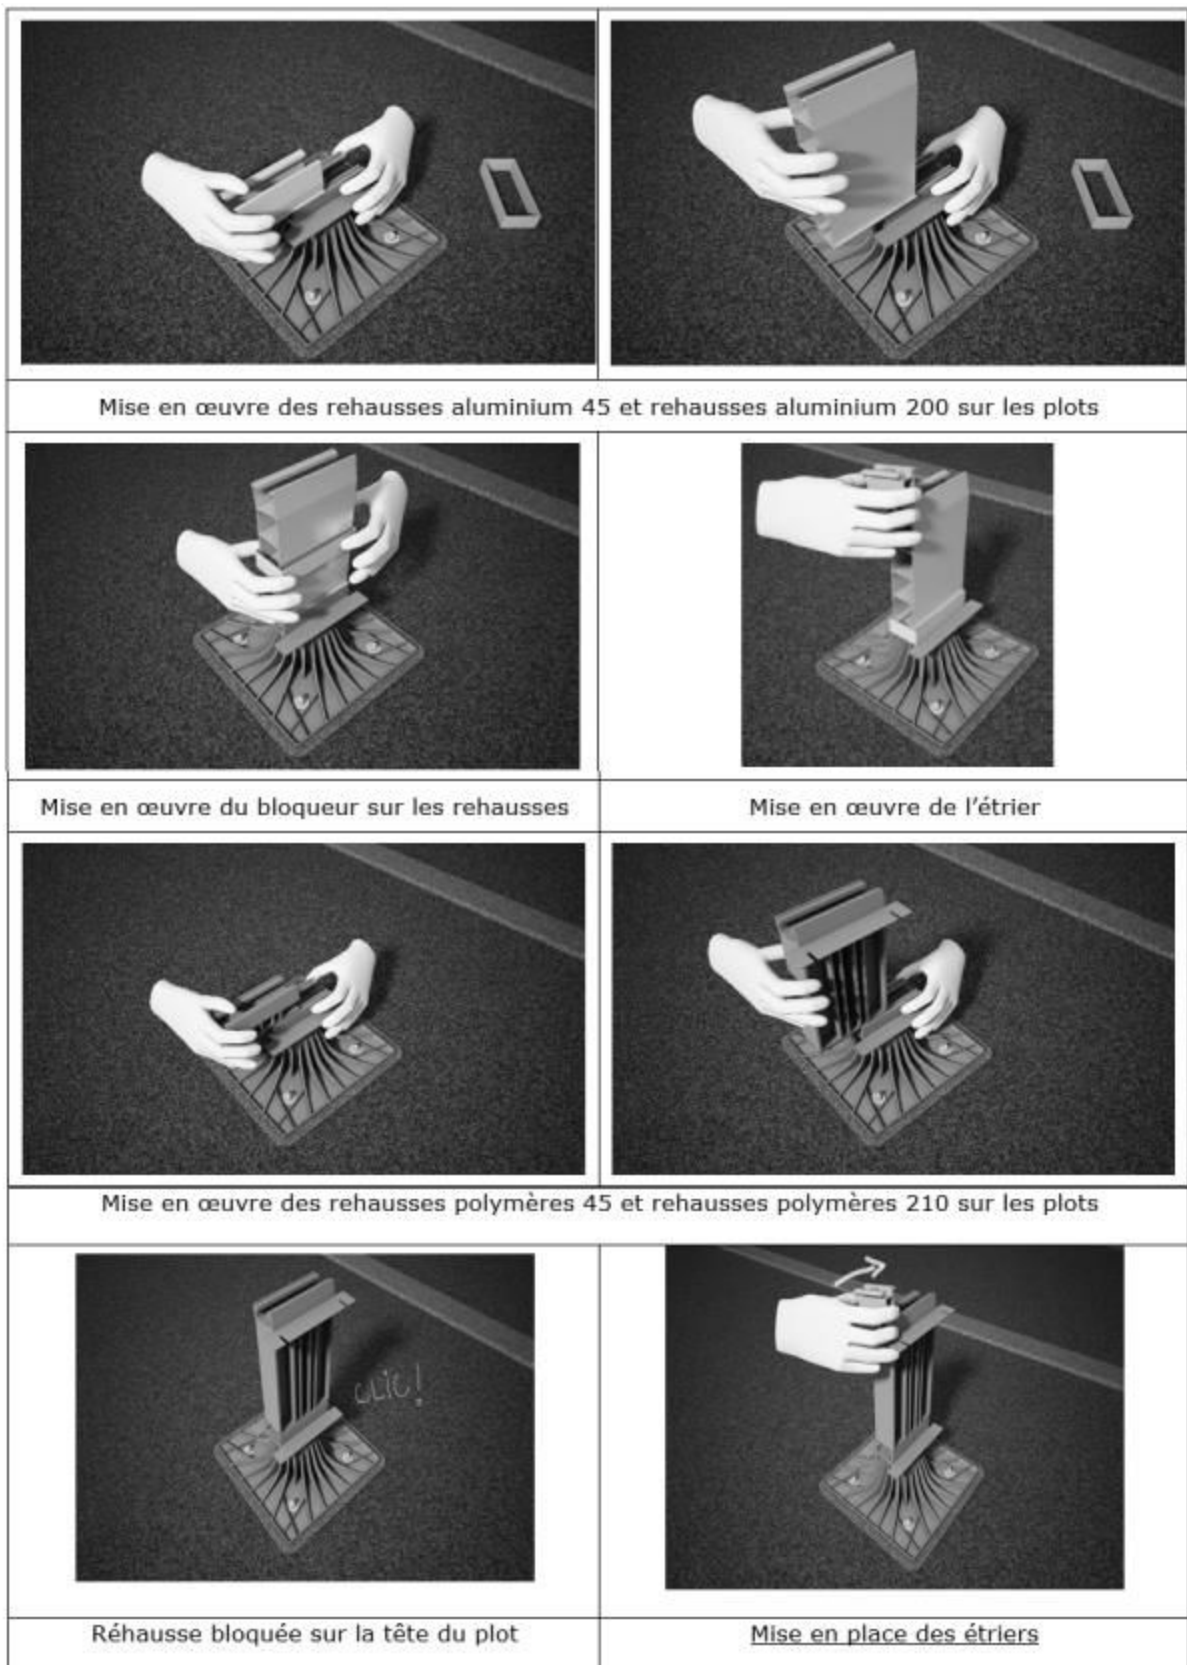 Mise en œuvre des rehausses aluminium 45 et rehausses aluminium 200 sur les plots
Mise en œuvre du bloqueur sur les rehausses
Mise en œuvre de l’étrier
Mise en œuvre des rehausses polymères 45 et rehausses polymères 210 sur les plots
CLIC!
Réhausse bloquée sur la tête du plot
Mise en place des étriers